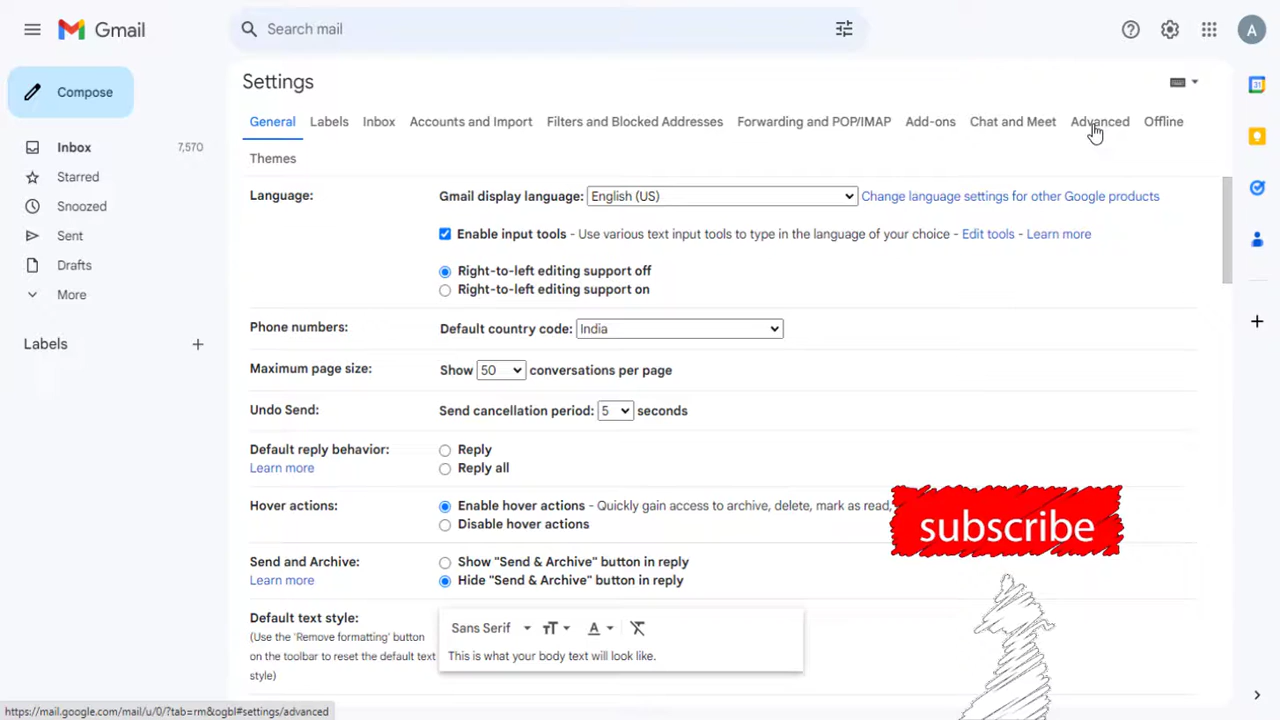 Gmail
Search mail
A
Compose
Inbox 7,570
Starred
Snoozed
Sent
Drafts
More
Labels
Settings
General Labels Inbox Accounts and Import Filters and Blocked Addresses Forwarding and POP/IMAP Add-ons Chat and Meet Advanced Offline
Themes
Language: Gmail display language: English (US) Change language settings for other Google products
Enable input tools - Use various text input tools to type in the language of your choice - Edit tools - Learn more
Right-to-left editing support off
Right-to-left editing support on
Phone numbers: Default country code: India
Maximum page size: Show 50 conversations per page
Undo Send: Send cancellation period: 5 seconds
Default reply behavior: Reply
Learn more Reply all
Hover actions: Enable hover actions - Quickly gain access to archive, delete, mark as read,
Disable hover actions
Send and Archive: Show "Send & Archive" button in reply
Learn more Hide "Send & Archive" button in reply
Default text style:
(Use the 'Remove formatting' button
on the toolbar to reset the default text
style)
Sans Serif
This is what your body text will look like.
subscribe
https://mail.google.com/mail/u/0/?tab=rm&ogbl#settings/advanced
31